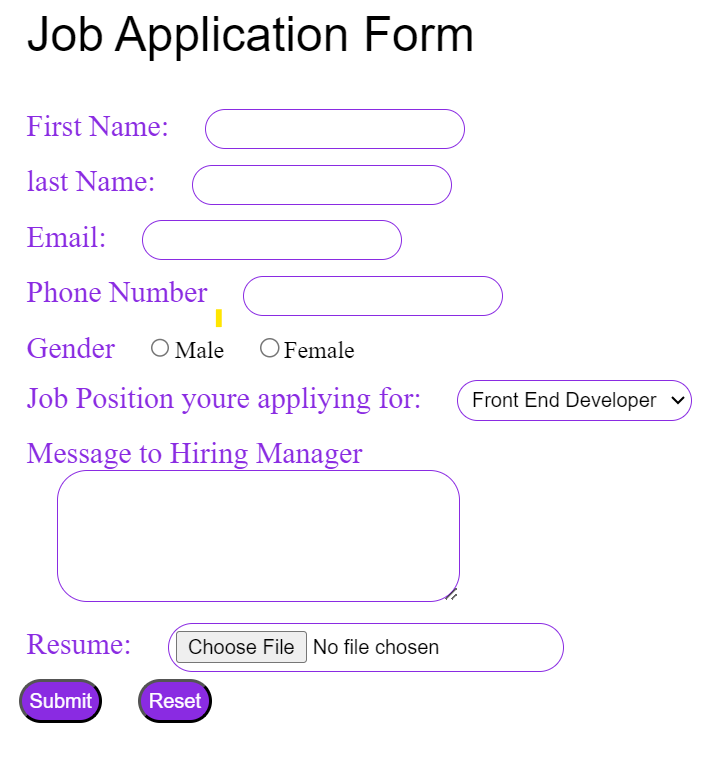 Job Application Form
First Name:
last Name:
Email:
Phone Number
Gender Male Female
Job Position youre appliying for: Front End Developer
Message to Hiring Manager
Resume: Choose File No file chosen
Submit Reset